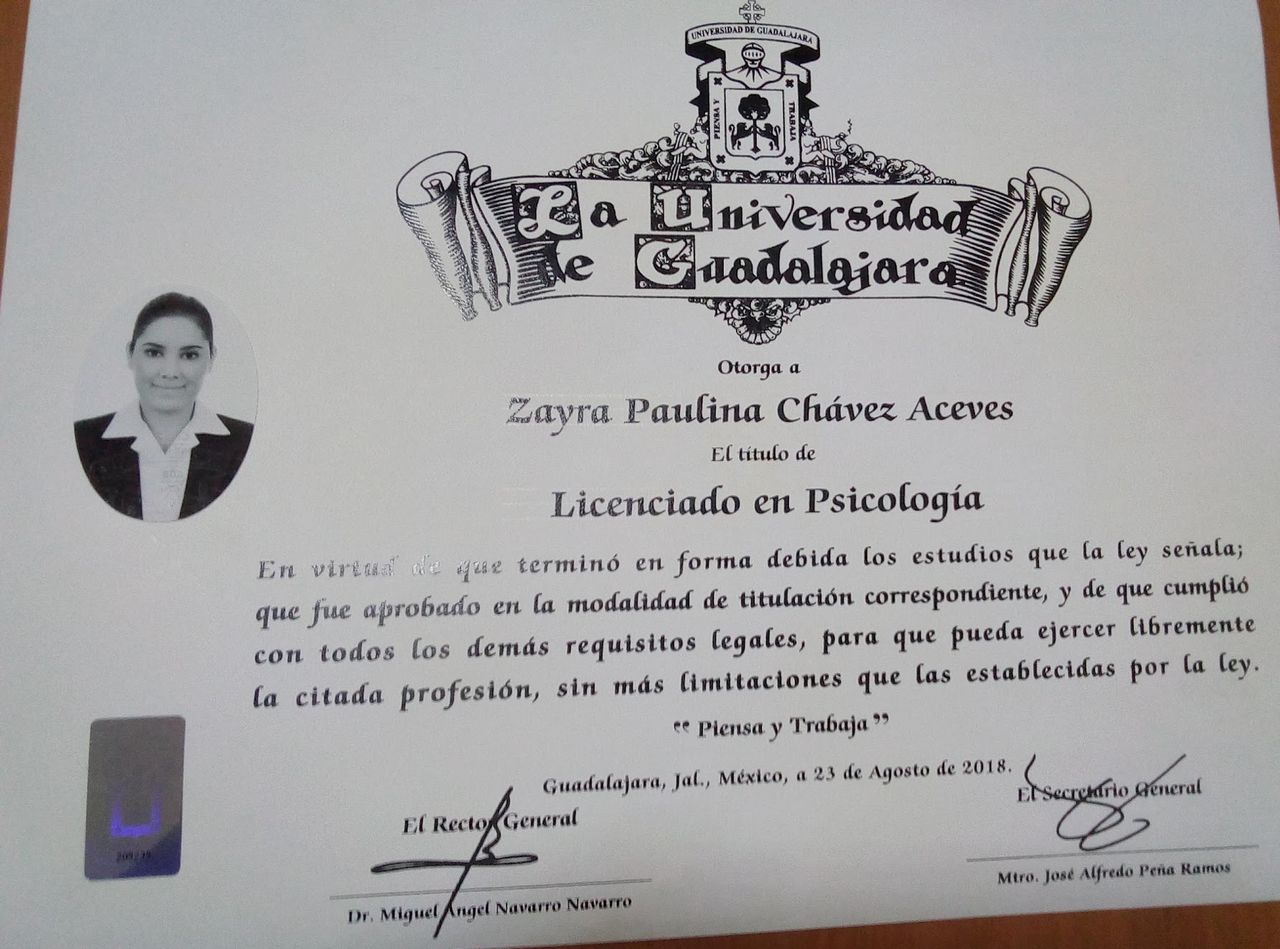 UNIVERSIDAD DE GUADALAJARA
PIENSA Y TRABAJA
La Universidad
de Guadalajara
Otorga a
Zayra Paulina Chávez Aceves
El título de
Licenciado en Psicología
En virtud de que terminó en forma debida los estudios que la ley señala;
que fue aprobado en la modalidad de titulación correspondiente, y de que cumplió
con todos los demás requisitos legales, para que pueda ejercer libremente
la citada profesión, sin más limitaciones que las establecidas por la ley.
“ Piensa y Trabaja ”
Guadalajara, Jal., México, a 23 de Agosto de 2018.
El Rector General
El Secretario General
Dr. Miguel Ángel Navarro Navarro
Mtro. José Alfredo Peña Ramos